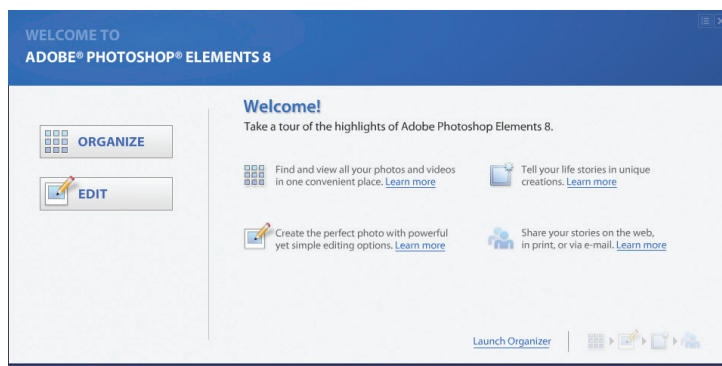 WELCOME TO
ADOBE® PHOTOSHOP® ELEMENTS 8
ORGANIZE
EDIT
Welcome!
Take a tour of the highlights of Adobe Photoshop Elements 8.
Find and view all your photos and videos
in one convenient place. Learn more
Tell your life stories in unique
creations. Learn more
Create the perfect photo with powerful
yet simple editing options. Learn more
Share your stories on the web,
in print, or via e-mail. Learn more
Launch Organizer